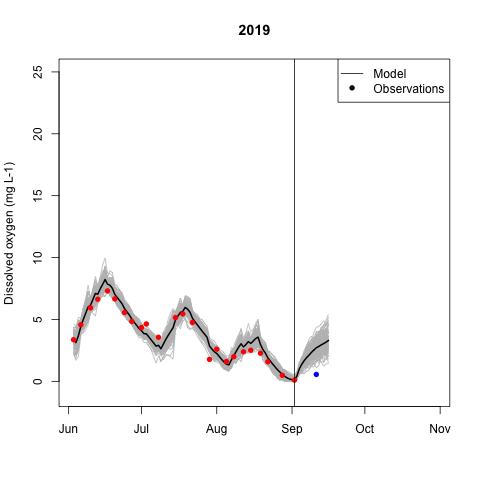 2019
Dissolved oxygen (mg L-1)
25
20
15
10
5
0
Model
Observations
Jun Jul Aug Sep Oct Nov